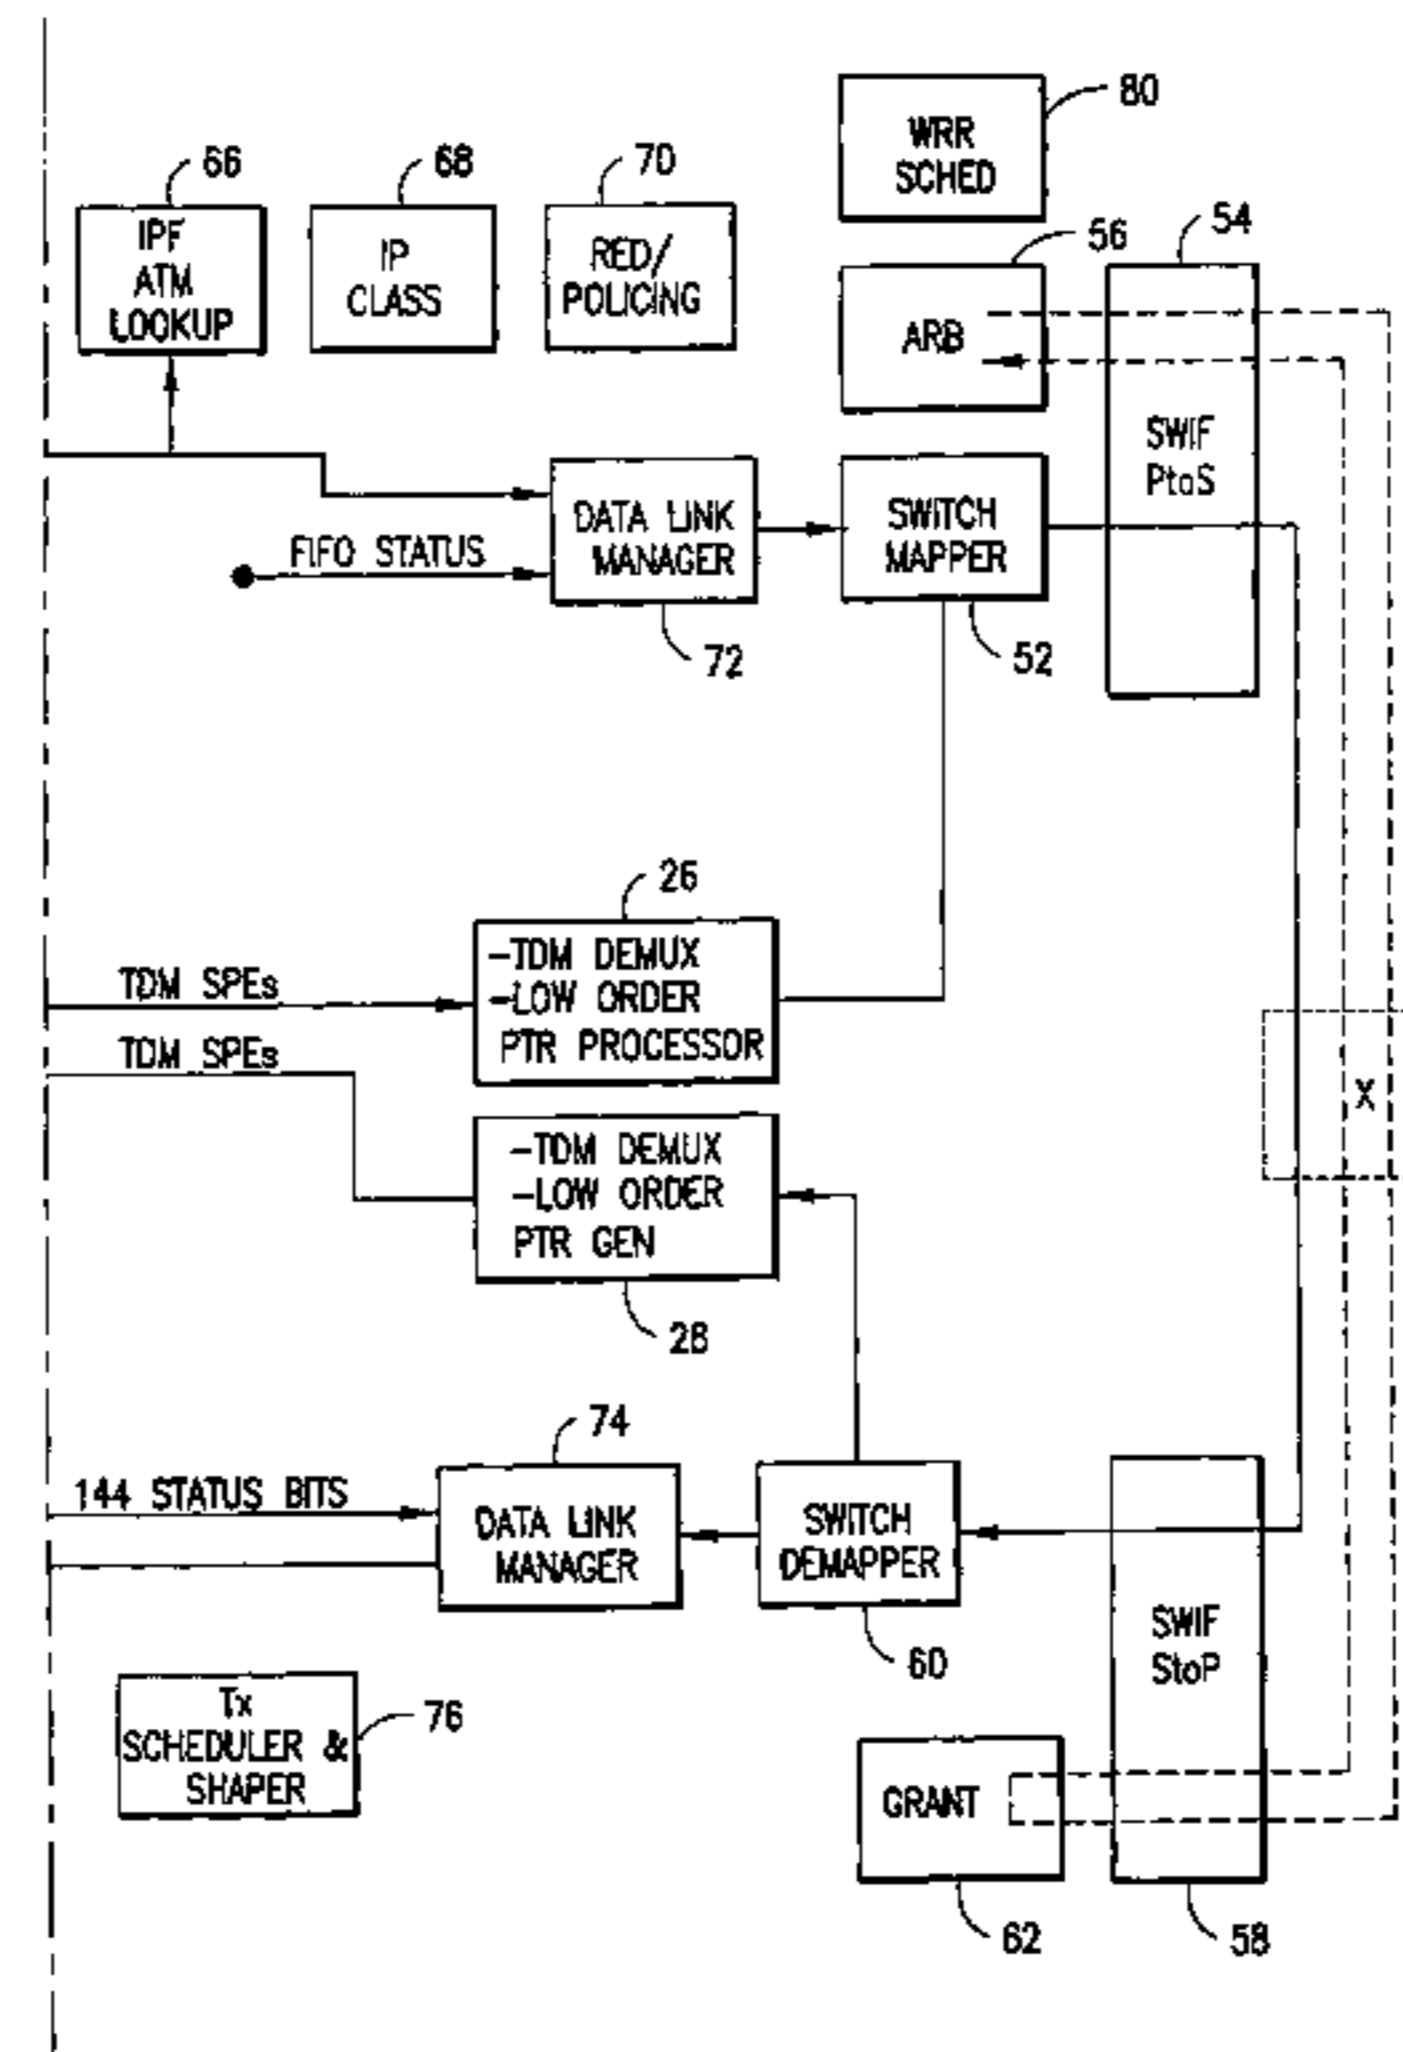 80
WRR
SCHED
66
68
70
54
56
IPF
ATM
LOOKUP
IP
CLASS
RED/
POLICING
ARB
SWIF
PtoS
DATA LINK
MANAGER
SWITCH
MAPPER
FIFO STATUS
72
52
26
-TDM DEMUX
-LOW ORDER
PTR PROCESSOR
TDM SPEs
TDM SPEs
X
-TDM DEMUX
-LOW ORDER
PTR GEN
28
74
144 STATUS BITS
DATA LINK
MANAGER
SWITCH
DEMAPPER
60
SWIF
StoP
Tx
SCHEDULER &
SHAPER
76
GRANT
62
58